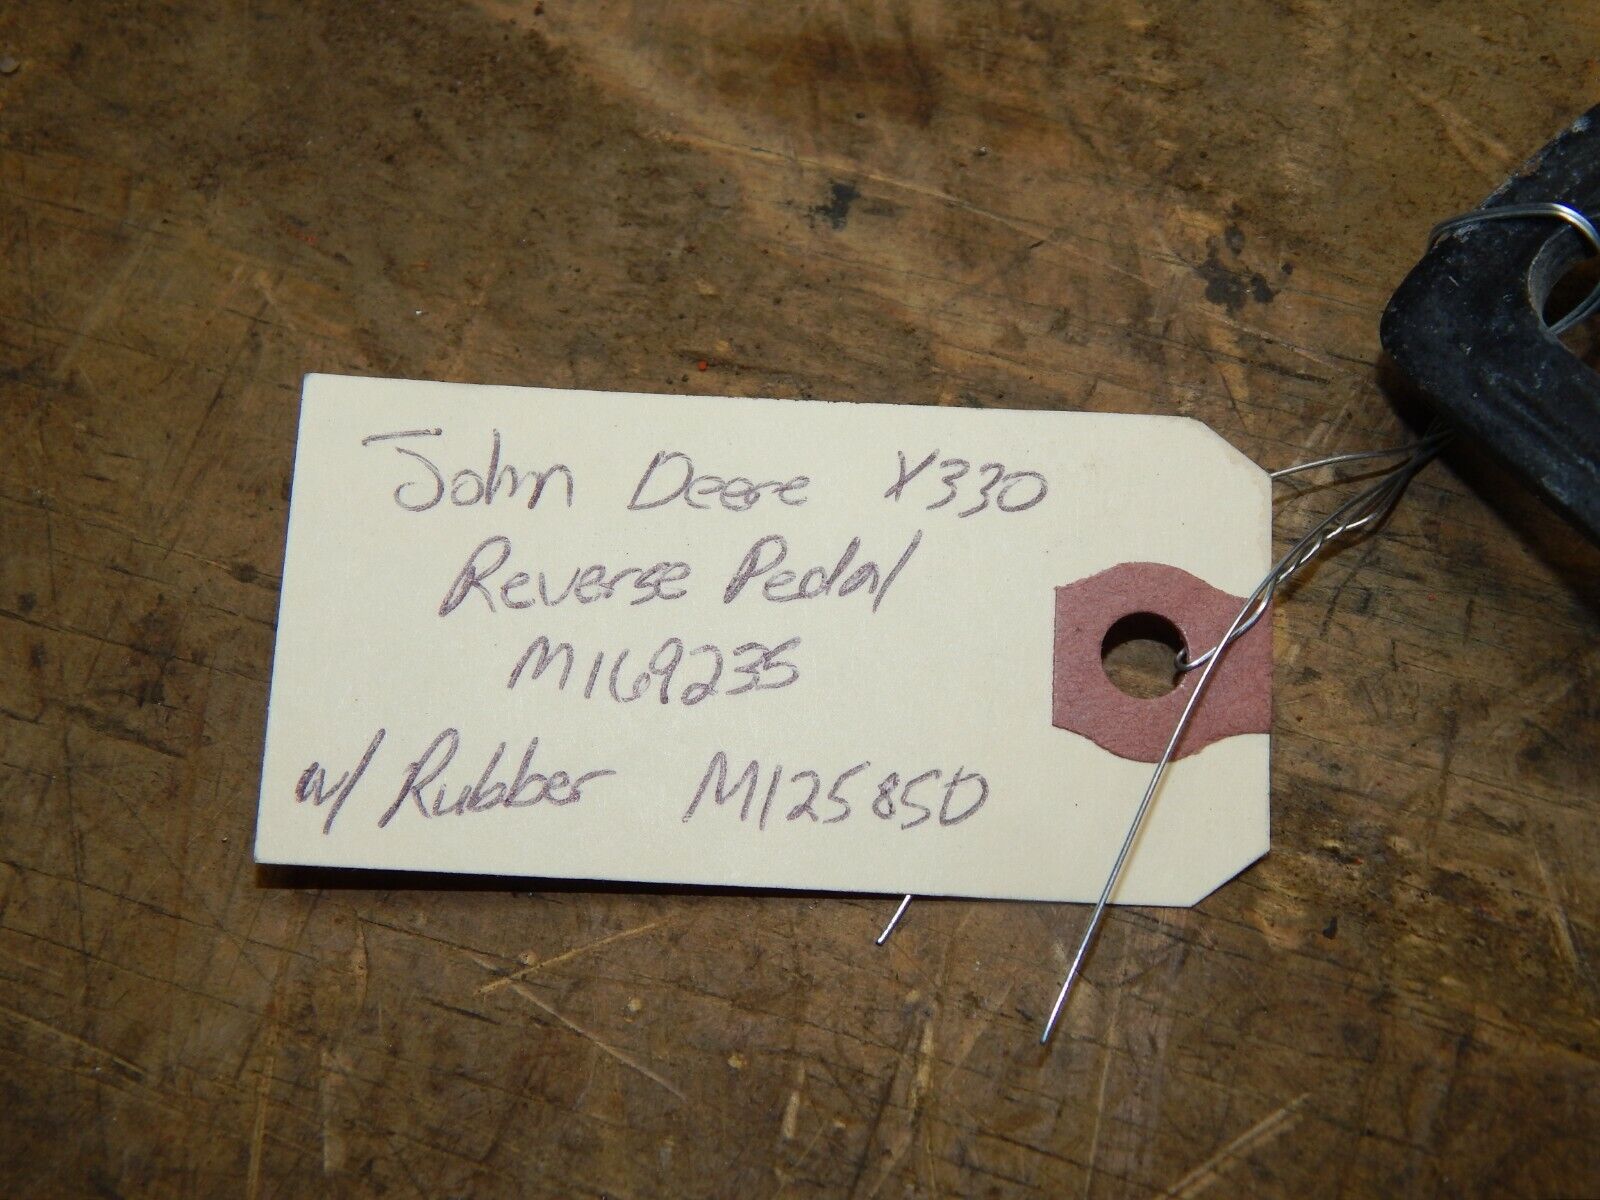 John Deere X330
Reverse Pedal
M169235
w/ Rubber M125850